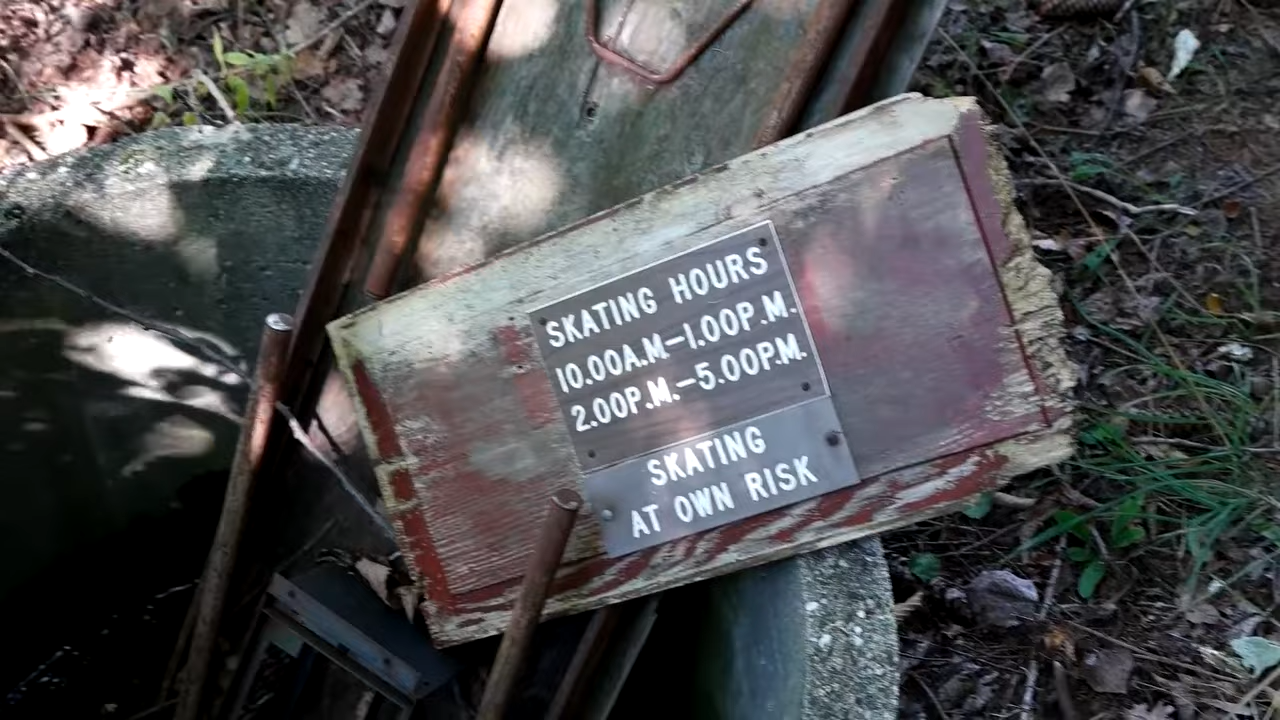 SKATING HOURS
10.00A.M-1.00P.M.
2.00P.M.-5.00P.M.
SKATING
AT OWN RISK